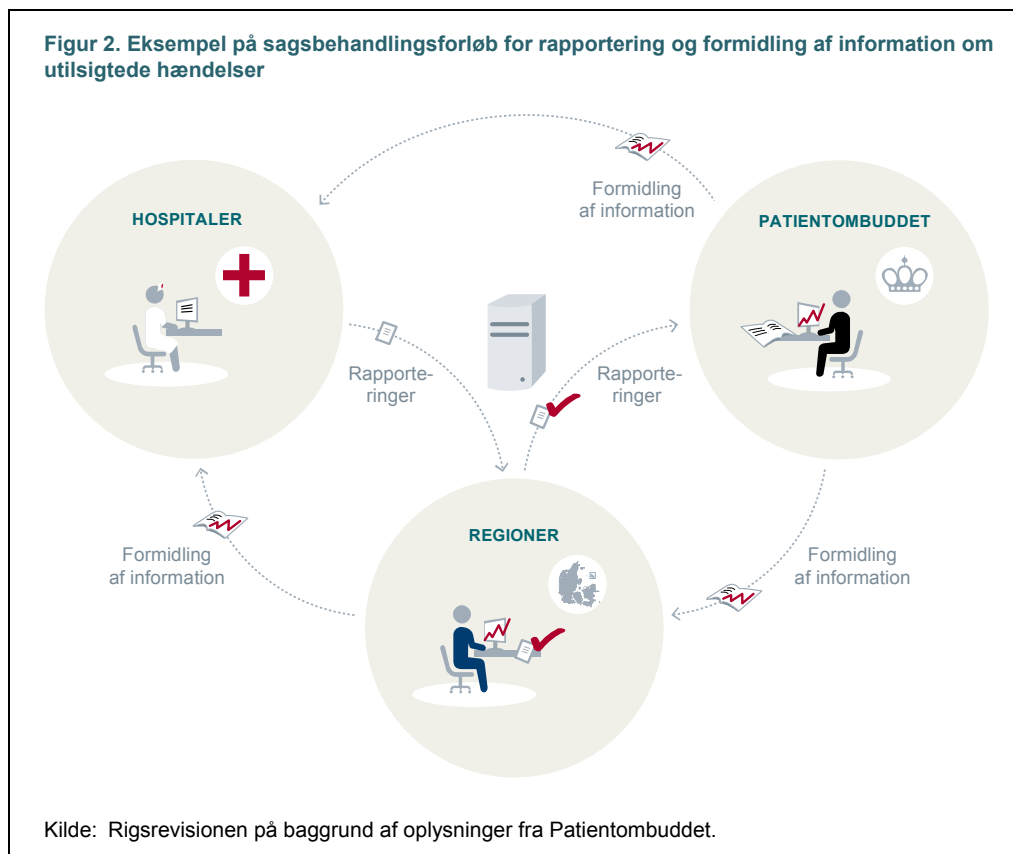 Figur 2. Eksempel på sagsbehandlingsforløb for rapportering og formidling af information om
utilsigtede hændelser
Formidling
af information
HOSPITALER
PATIENTOMBUDDET
Rapporte-
ringer
Rapporte-
ringer
REGIONER
Formidling
af information
Formidling
af information
Kilde: Rigsrevisionen på baggrund af oplysninger fra Patientombuddet.